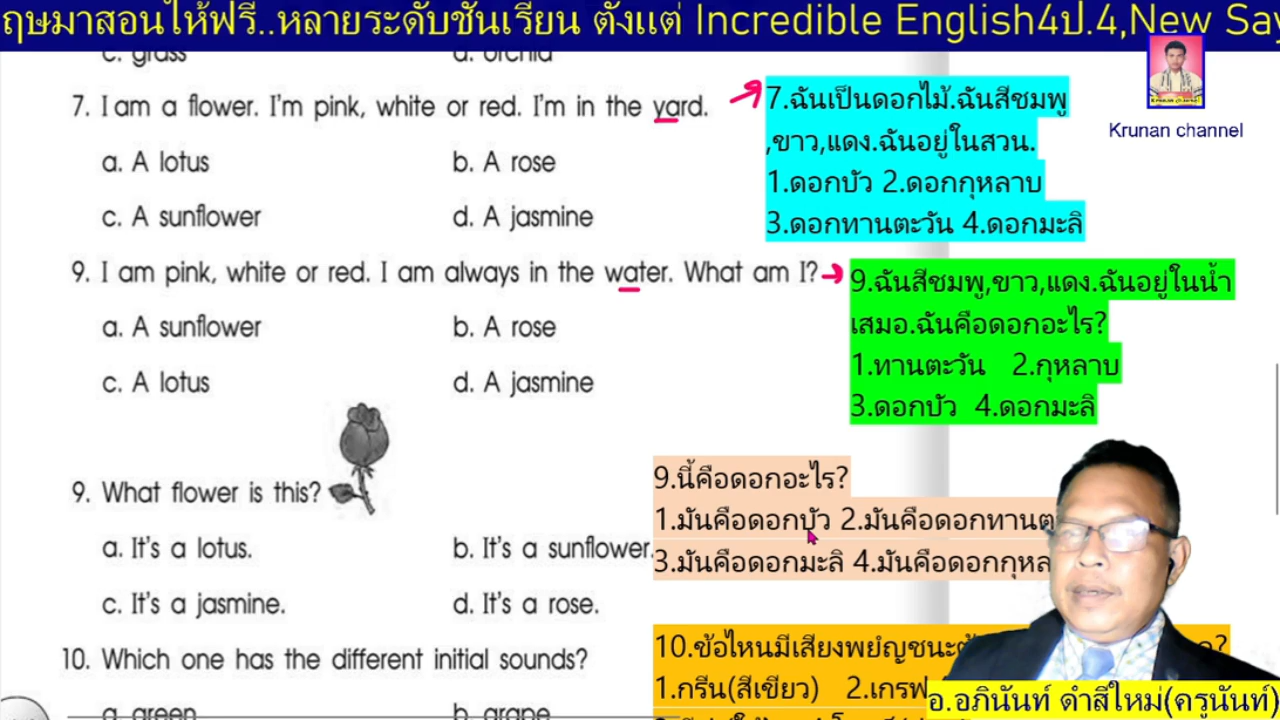 ฤษมาสอนให้ฟรี..หลายระดับชั้นเรียน ตั้งแต่ Incredible English4ป.4,New Say
c. grass
d. orchid
7. I am a flower. I'm pink, white or red. I'm in the yard.
a. A lotus
b. A rose
c. A sunflower
d. A jasmine
9. I am pink, white or red. I am always in the water. What am I?
a. A sunflower
b. A rose
c. A lotus
d. A jasmine
9. What flower is this?
a. It's a lotus.
b. It's a sunflower.
c. It's a jasmine.
d. It's a rose.
10. Which one has the different initial sounds?
a. green
b. grape
7.ฉันเป็นดอกไม้.ฉันสีชมพู
,ขาว,แดง.ฉันอยู่ในสวน.
1.ดอกบัว 2.ดอกกุหลาบ
3.ดอกทานตะวัน 4.ดอกมะลิ
Krunan channel
9.ฉันสีชมพู,ขาว,แดง.ฉันอยู่ในน้ำ
เสมอ.ฉันคือดอกอะไร?
1.ทานตะวัน 2.กุหลาบ
3.ดอกบัว 4.ดอกมะลิ
9.นี้คือดอกอะไร?
1.มันคือดอกบัว 2.มันคือดอกทานต
3.มันคือดอกมะลิ 4.มันคือดอกกุหล
10.ข้อไหนมีเสียงพยัญชนะต้
1.กรีน(สีเขียว) 2.เกรฟ
อ.อภินันท์ ดำสีใหม่(ครูนันท์)